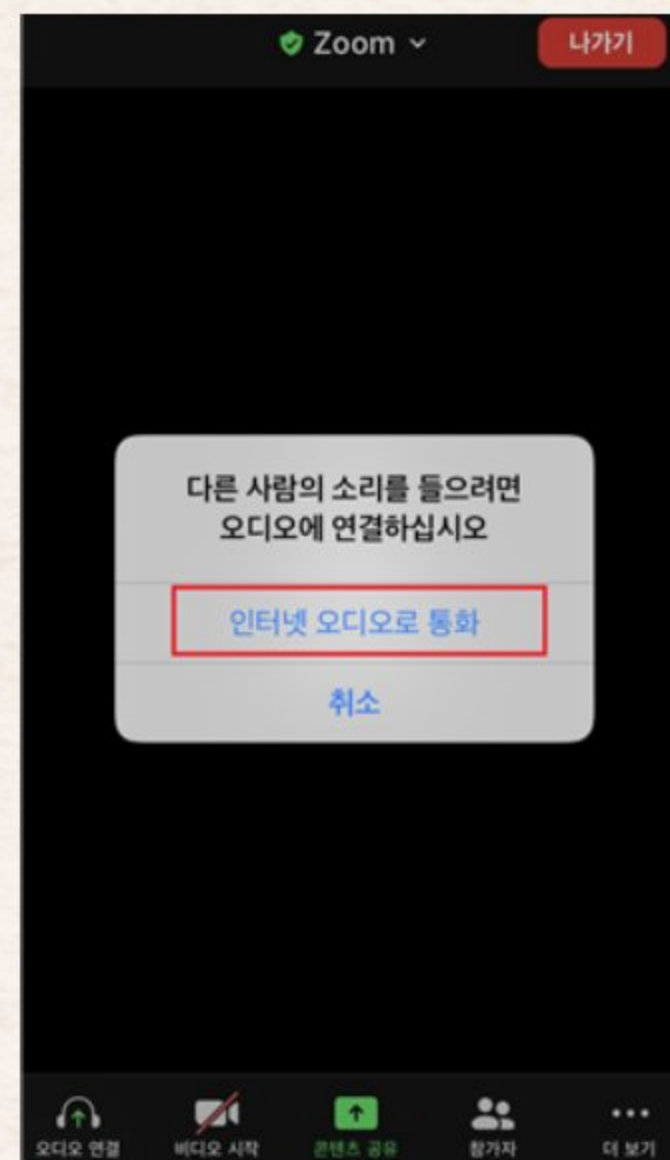 Zoom
나가기
다른 사람의 소리를 들으려면
오디오에 연결하십시오
인터넷 오디오로 통화
취소
오디오 연결
비디오 시작
콘텐츠 공유
참가자
더 보기